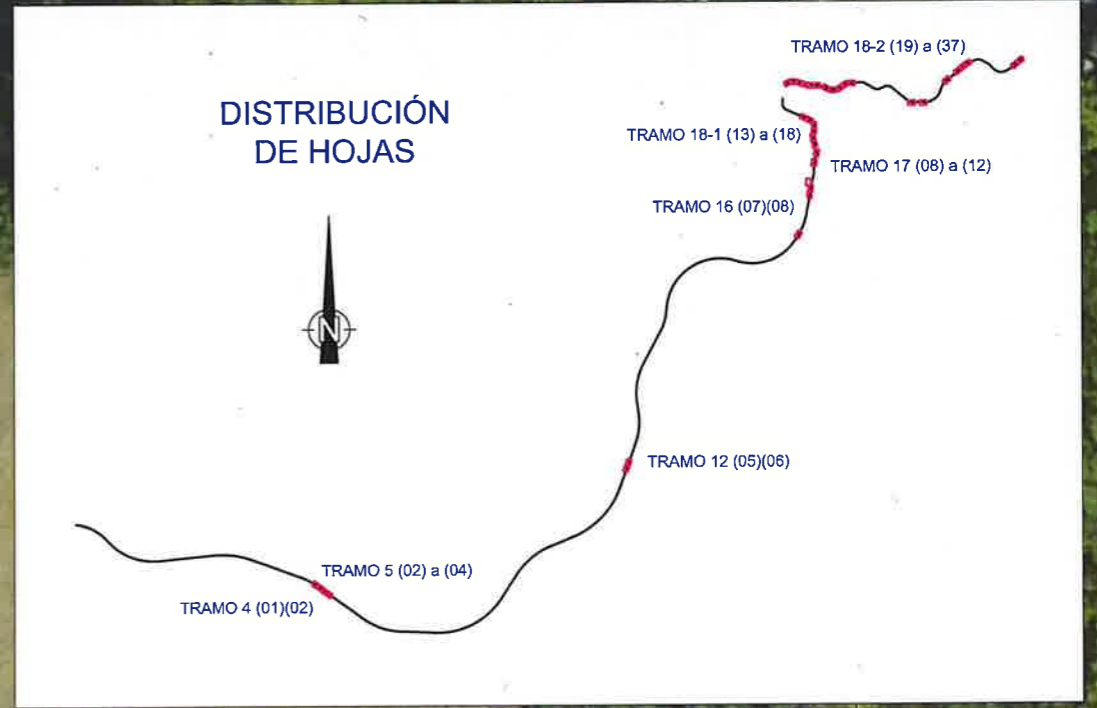 TRAMO 18-2 (19) a (37)
DISTRIBUCIÓN
DE HOJAS
TRAMO 18-1 (13) a (18)
TRAMO 17 (08) a (12)
TRAMO 16 (07)(08)
N
TRAMO 12 (05)(06)
TRAMO 5 (02) a (04)
TRAMO 4 (01)(02)